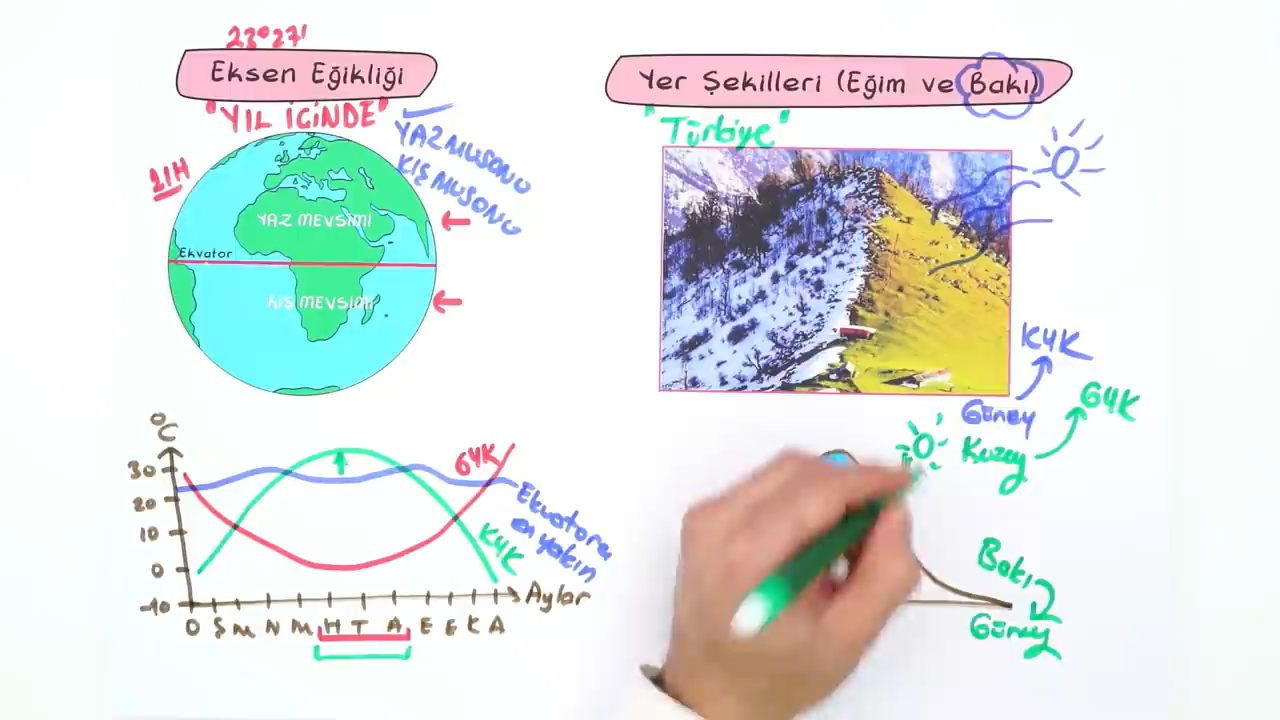 23°27'
Eksen Eğikliği
"YIL İÇİNDE"
YAZ MUSONU
KIŞ MUSONU
21H
YAZ MEVSİMİ
Ekvator
KIŞ MEVSİMİ
°C
30
20
10
0
-10
GYK
KYK
Ekvatora
en yakın
Aylar
O Ş M N M H T A E E K A
Yer Şekilleri (Eğim ve Bakı)
"Türkiye"
KYK
Güney
GYK
Kuzey
Bakı
Güney